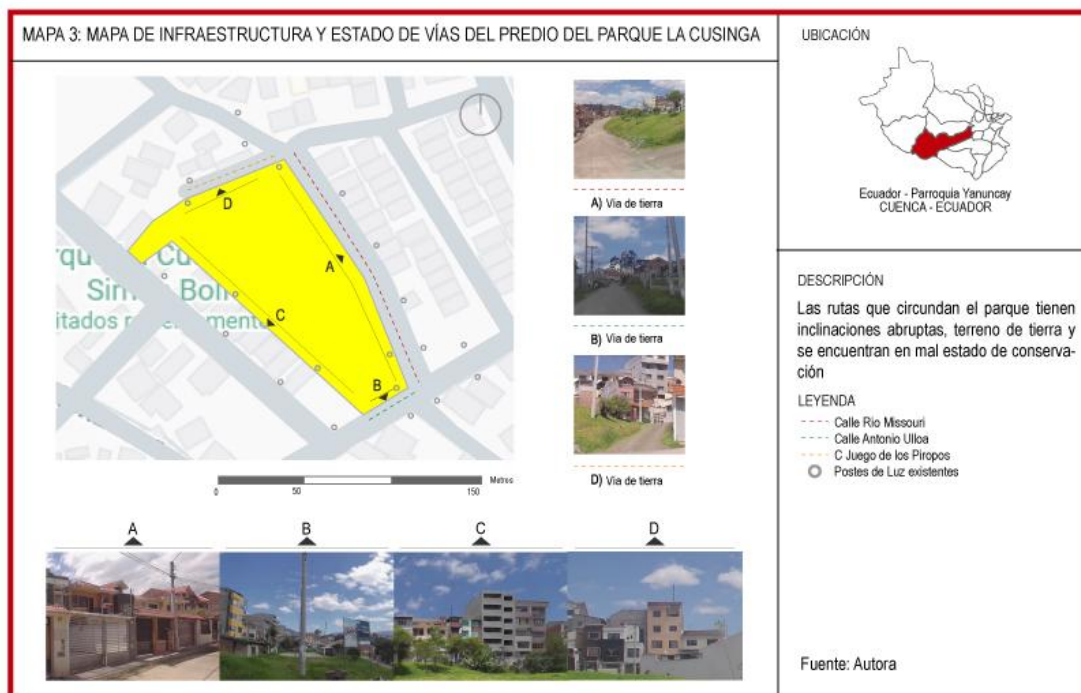 MAPA 3: MAPA DE INFRAESTRUCTURA Y ESTADO DE VÍAS DEL PREDIO DEL PARQUE LA CUSINGA
D
A
C
B
0
50
150
Metros
A) Via de tierra
B) Via de tierra
D) Via de tierra
A
B
C
D
UBICACIÓN
Ecuador - Parroquia Yanuncay
CUENCA - ECUADOR
DESCRIPCIÓN
Las rutas que circundan el parque tienen
inclinaciones abruptas, terreno de tierra y
se encuentran en mal estado de conserva-
ción
LEYENDA
Calle Rio Missouri
Calle Antonio Ulloa
C Juego de los Piropos
Postes de Luz existentes
Fuente: Autora